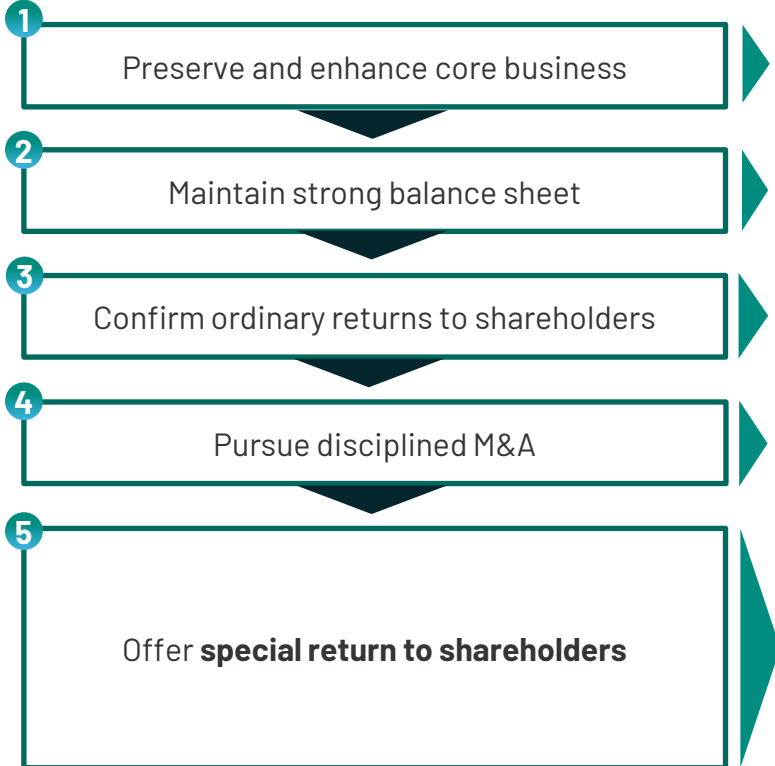 1
Preserve and enhance core business
2
Maintain strong balance sheet
3
Confirm ordinary returns to shareholders
4
Pursue disciplined M&A
5
Offer special return to shareholders